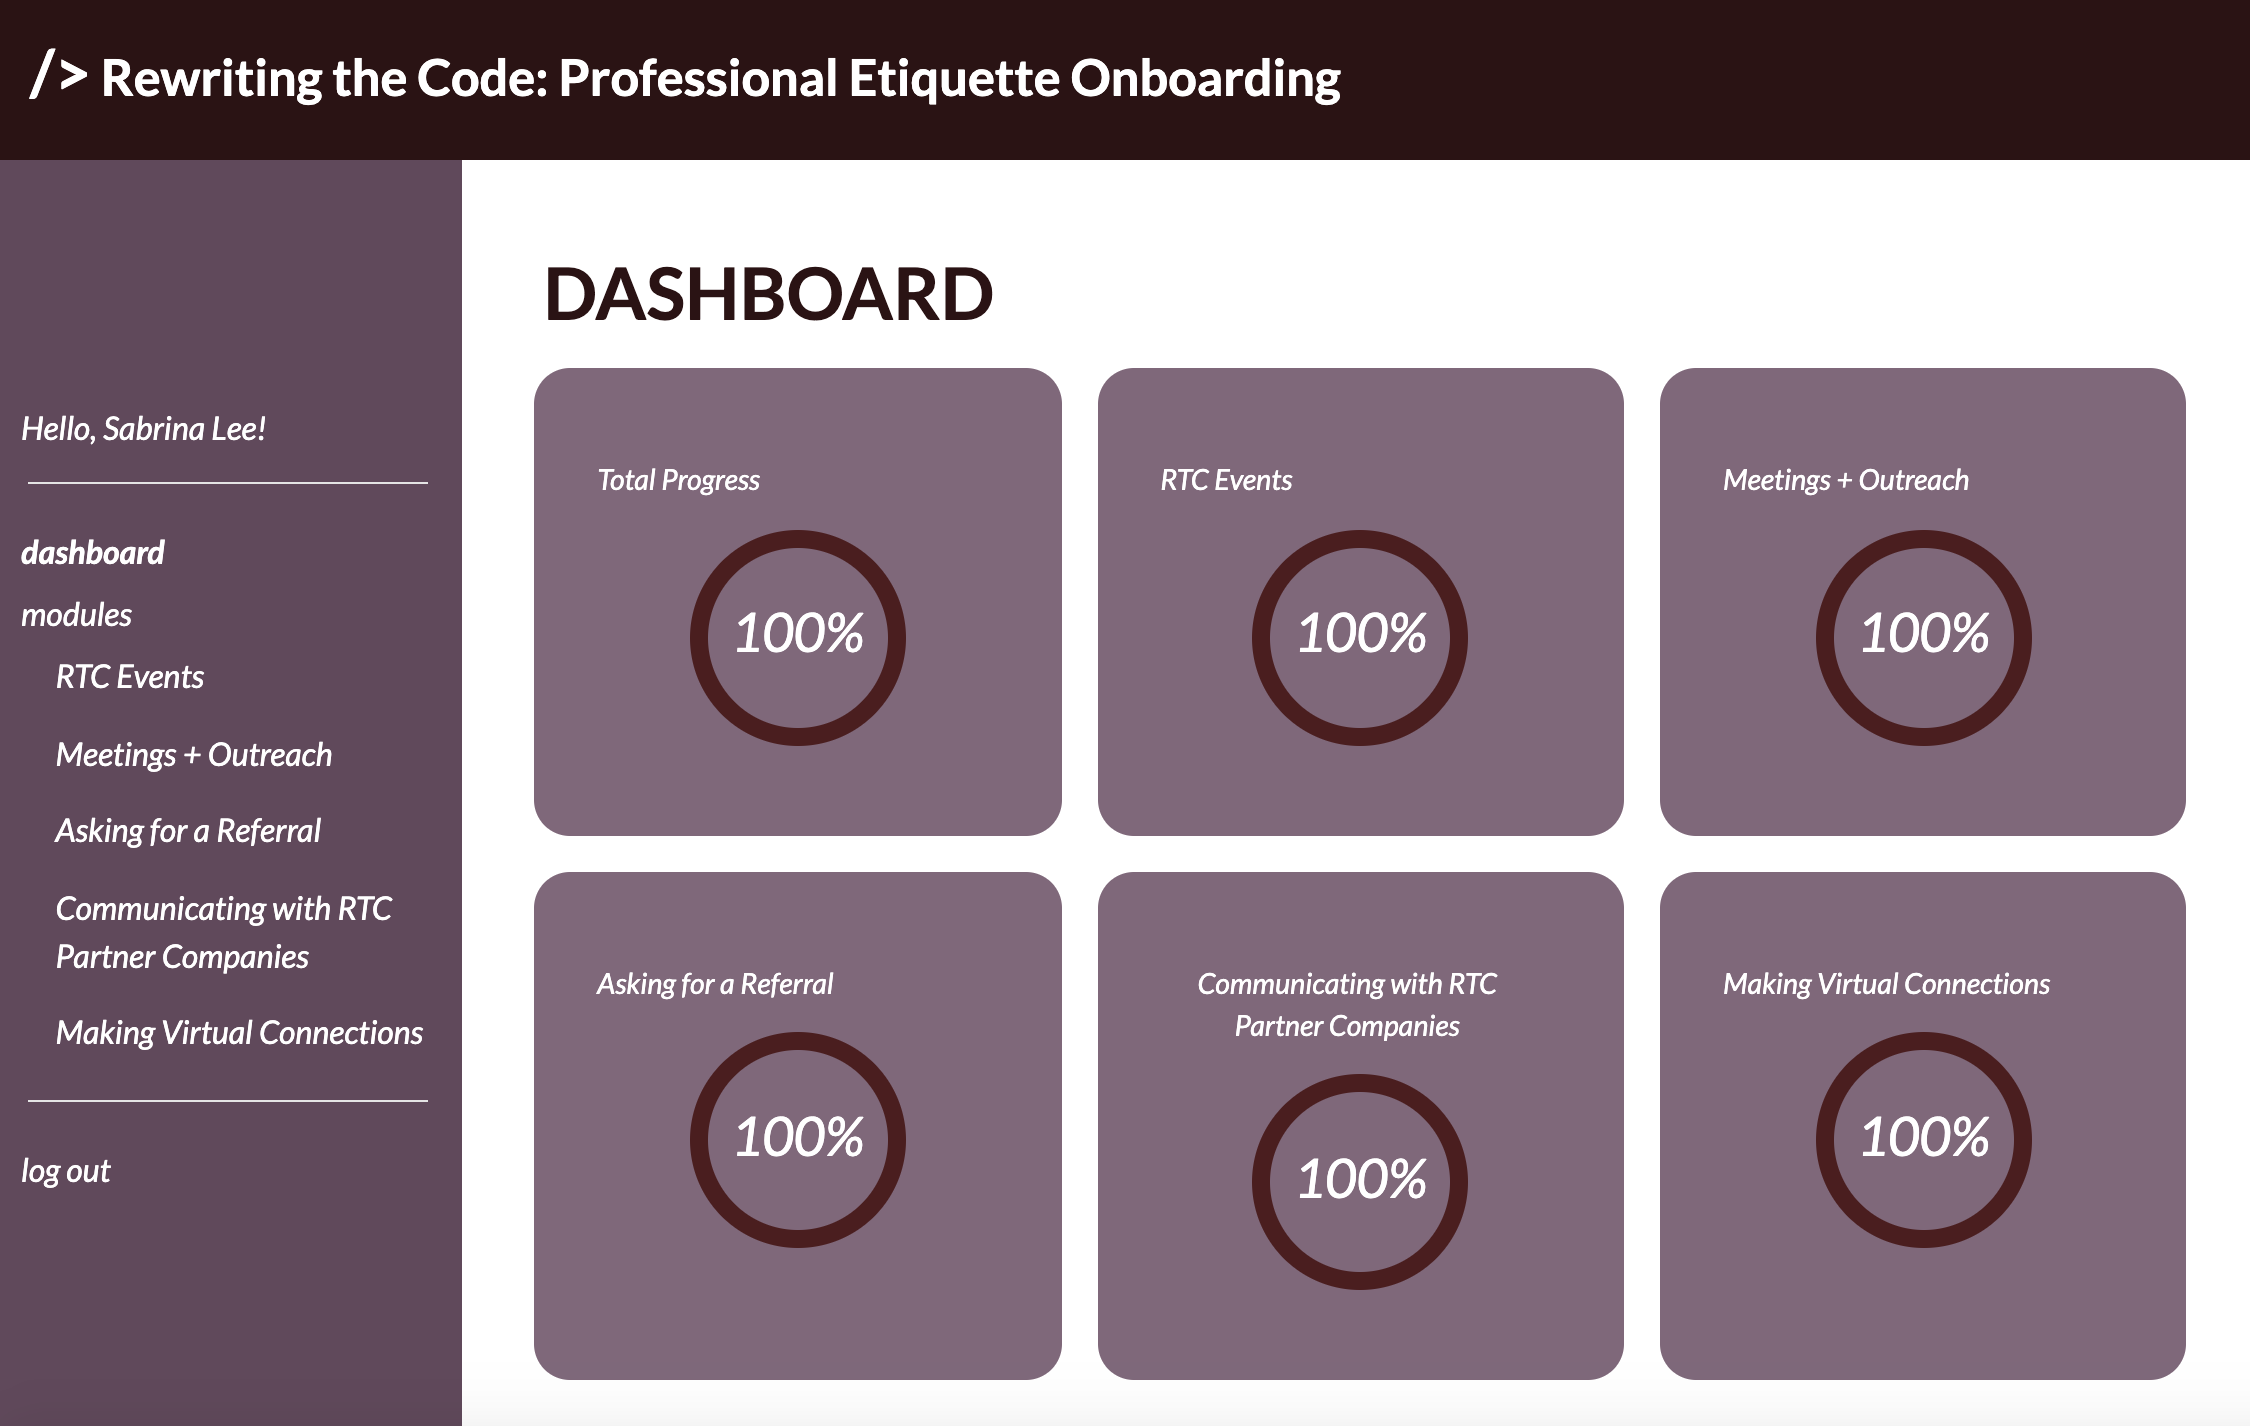 /> Rewriting the Code: Professional Etiquette Onboarding
Hello, Sabrina Lee!
dashboard
modules
RTC Events
Meetings + Outreach
Asking for a Referral
Communicating with RTC
Partner Companies
Making Virtual Connections
log out
DASHBOARD
Total Progress
100%
RTC Events
100%
Meetings + Outreach
100%
Asking for a Referral
100%
Communicating with RTC
Partner Companies
100%
Making Virtual Connections
100%